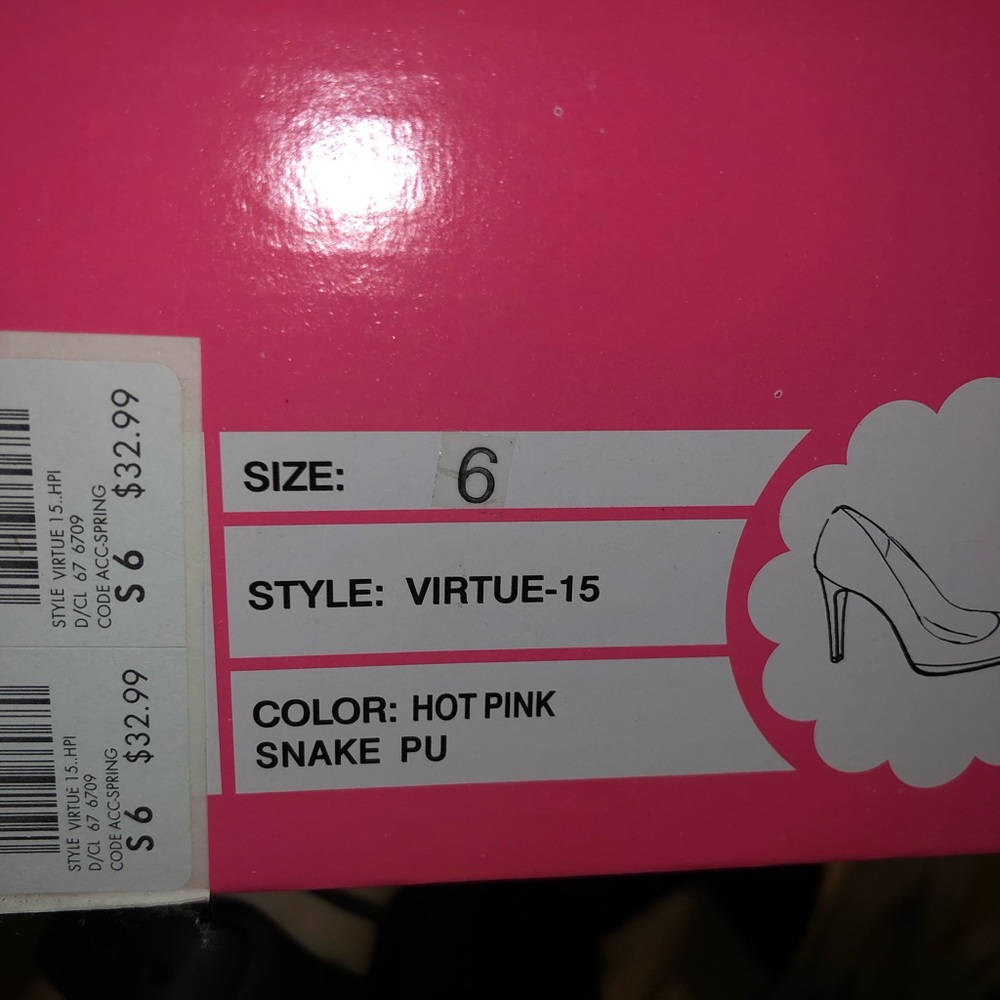 SIZE: 6
STYLE: VIRTUE-15
COLOR: HOT PINK
SNAKE PU
STYLE VIRTUE 15..HPI
D/CL 67 6709
CODE ACC-SPRING
S 6 $32.99
STYLE VIRTUE 15..HPI
D/CL 67 6709
CODE ACC-SPRING
S 6 $32.99